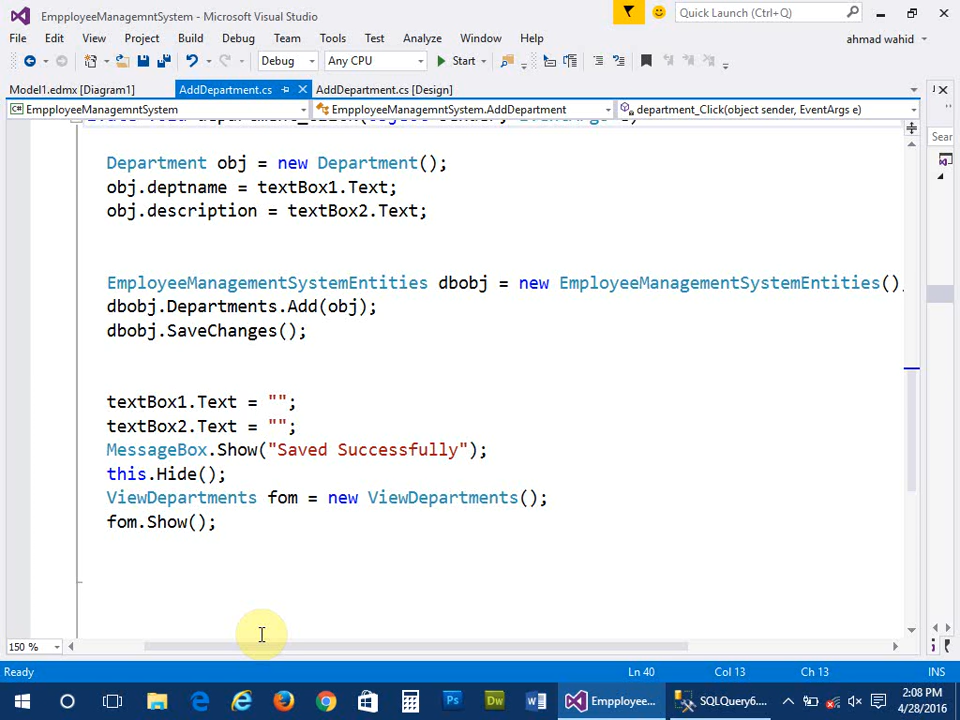 EmpployeeManagemntSystem - Microsoft Visual Studio
Quick Launch (Ctrl+Q)
File Edit View Project Build Debug Team Tools Test Analyze Window Help
ahmad wahid
Debug Any CPU Start
Model1.edmx [Diagram1] AddDepartment.cs AddDepartment.cs [Design]
EmpployeeManagemntSystem EmpployeeManagemntSystem.AddDepartment department_Click(object sender, EventArgs e)
Sear
Department obj = new Department();
obj.deptname = textBox1.Text;
obj.description = textBox2.Text;
EmployeeManagementSystemEntities dbobj = new EmployeeManagementSystemEntities()
dbobj.Departments.Add(obj);
dbobj.SaveChanges();
textBox1.Text = "";
textBox2.Text = "";
MessageBox.Show("Saved Successfully");
this.Hide();
ViewDepartments fom = new ViewDepartments();
fom.Show();
150 %
Ready Ln 40 Col 13 Ch 13 INS
Ps Dw Empployee... SQLQuery6.... 2:08 PM
4/28/2016